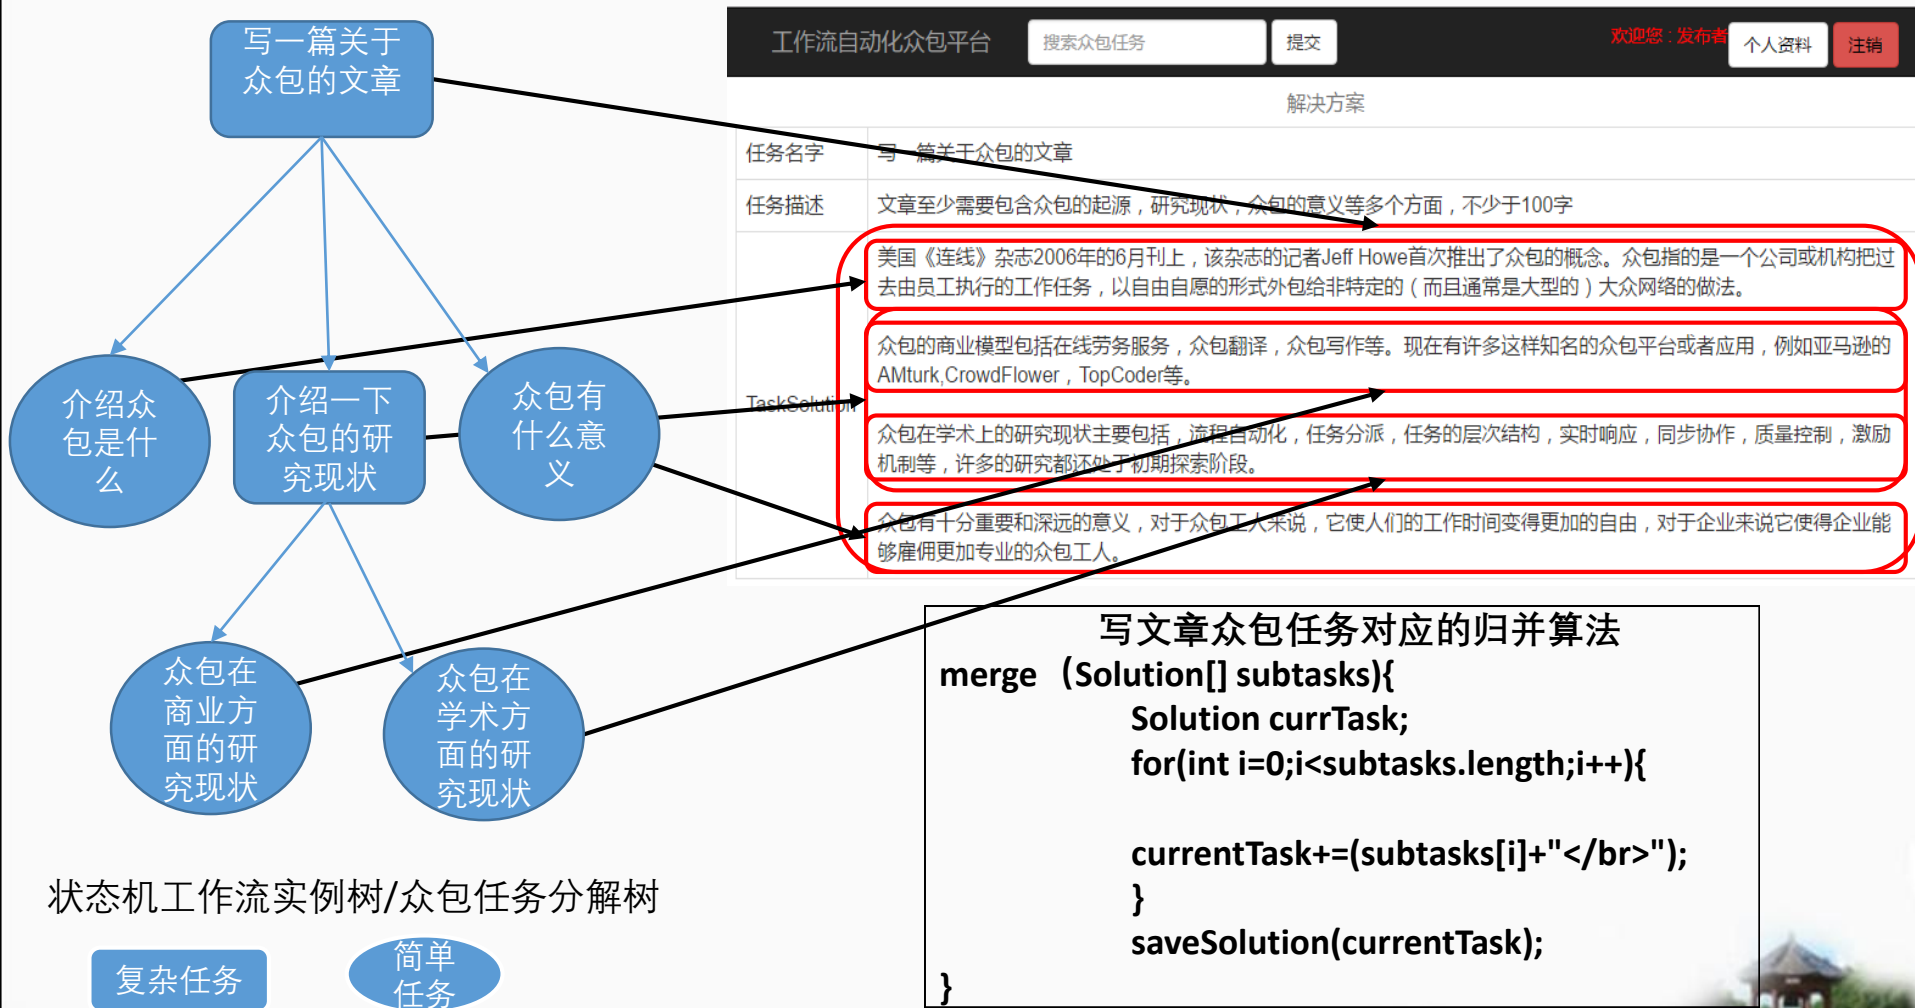 写一篇关于
众包的文章
介绍众
包是什
么
介绍一下
众包的研
究现状
众包有
什么意
义
众包在
商业方
面的研
究现状
众包在
学术方
面的研
究现状
状态机工作流实例树/众包任务分解树
复杂任务
简单
任务
工作流自动化众包平台
搜索众包任务
提交
欢迎您：发布者
个人资料
注销
解决方案
任务名字
写一篇关于众包的文章
任务描述
文章至少需要包含众包的起源，研究现状，众包的意义等多个方面，不少于100字
TaskSolution
美国《连线》杂志2006年的6月刊上，该杂志的记者Jeff Howe首次推出了众包的概念。众包指的是一个公司或机构把过
去由员工执行的工作任务，以自由自愿的形式外包给非特定的（而且通常是大型的）大众网络的做法。
众包的商业模型包括在线劳务服务，众包翻译，众包写作等。现在有许多这样知名的众包平台或者应用，例如亚马逊的
AMturk,CrowdFlower，TopCoder等。
众包在学术上的研究现状主要包括，流程自动化，任务分派，任务的层次结构，实时响应，同步协作，质量控制，激励
机制等，许多的研究都还处于初期探索阶段。
众包有十分重要和深远的意义，对于众包工人来说，它使人们的工作时间变得更加的自由，对于企业来说它使得企业能
够雇佣更加专业的众包工人。
写文章众包任务对应的归并算法
merge（Solution[] subtasks){
Solution currTask;
for(int i=0;i<subtasks.length;i++){
currentTask+=(subtasks[i]+"</br>");
}
saveSolution(currentTask);
}